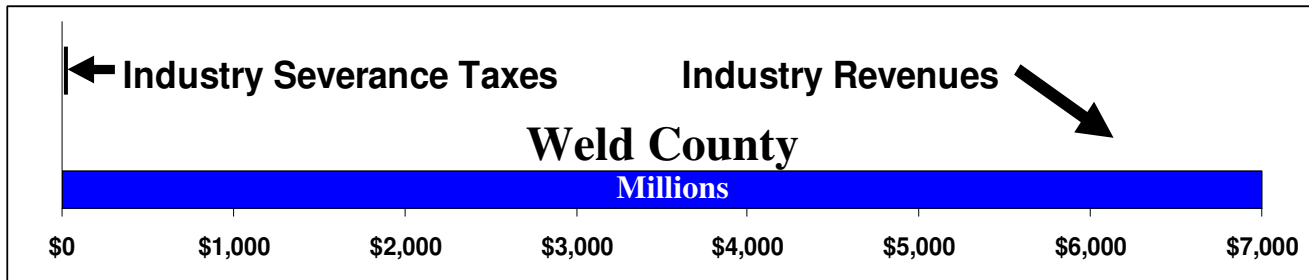 Industry Severance Taxes Industry Revenues
Weld County
Millions
$0 $1,000 $2,000 $3,000 $4,000 $5,000 $6,000 $7,000